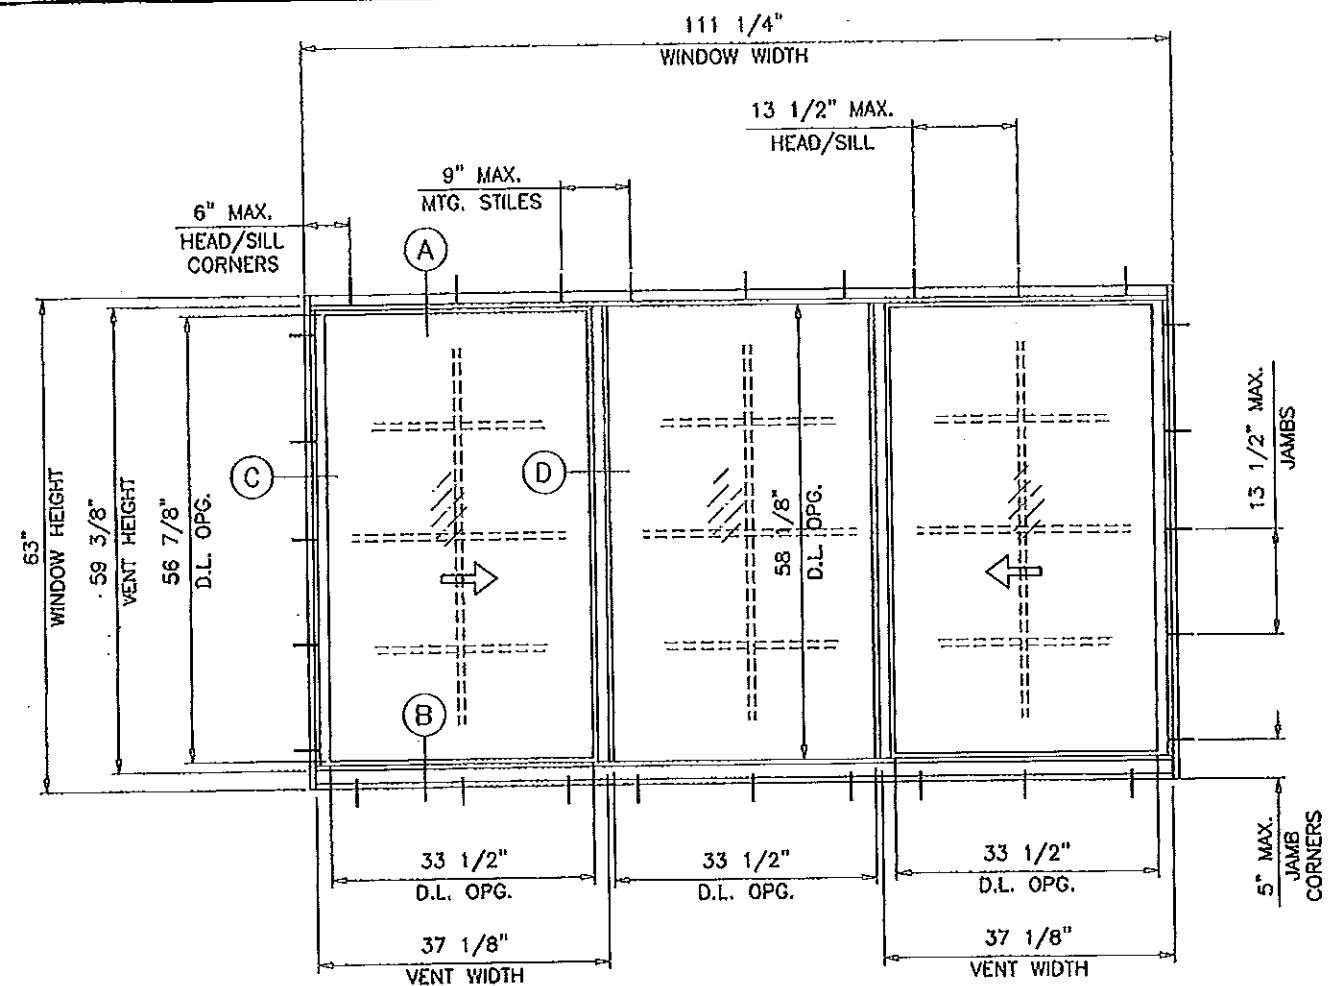 111 1/4"
WINDOW WIDTH
13 1/2" MAX.
HEAD/SILL
9" MAX.
MTG. STILES
6" MAX.
HEAD/SILL
CORNERS
A
63"
WINDOW HEIGHT
59 3/8"
VENT HEIGHT
56 7/8"
D.L. OPG.
C
D
58 1/8"
D.L. OPG.
13 1/2" MAX.
JAMBS
B
33 1/2"
D.L. OPG.
33 1/2"
D.L. OPG.
33 1/2"
D.L. OPG.
5" MAX.
JAMB
CORNERS
37 1/8"
VENT WIDTH
37 1/8"
VENT WIDTH